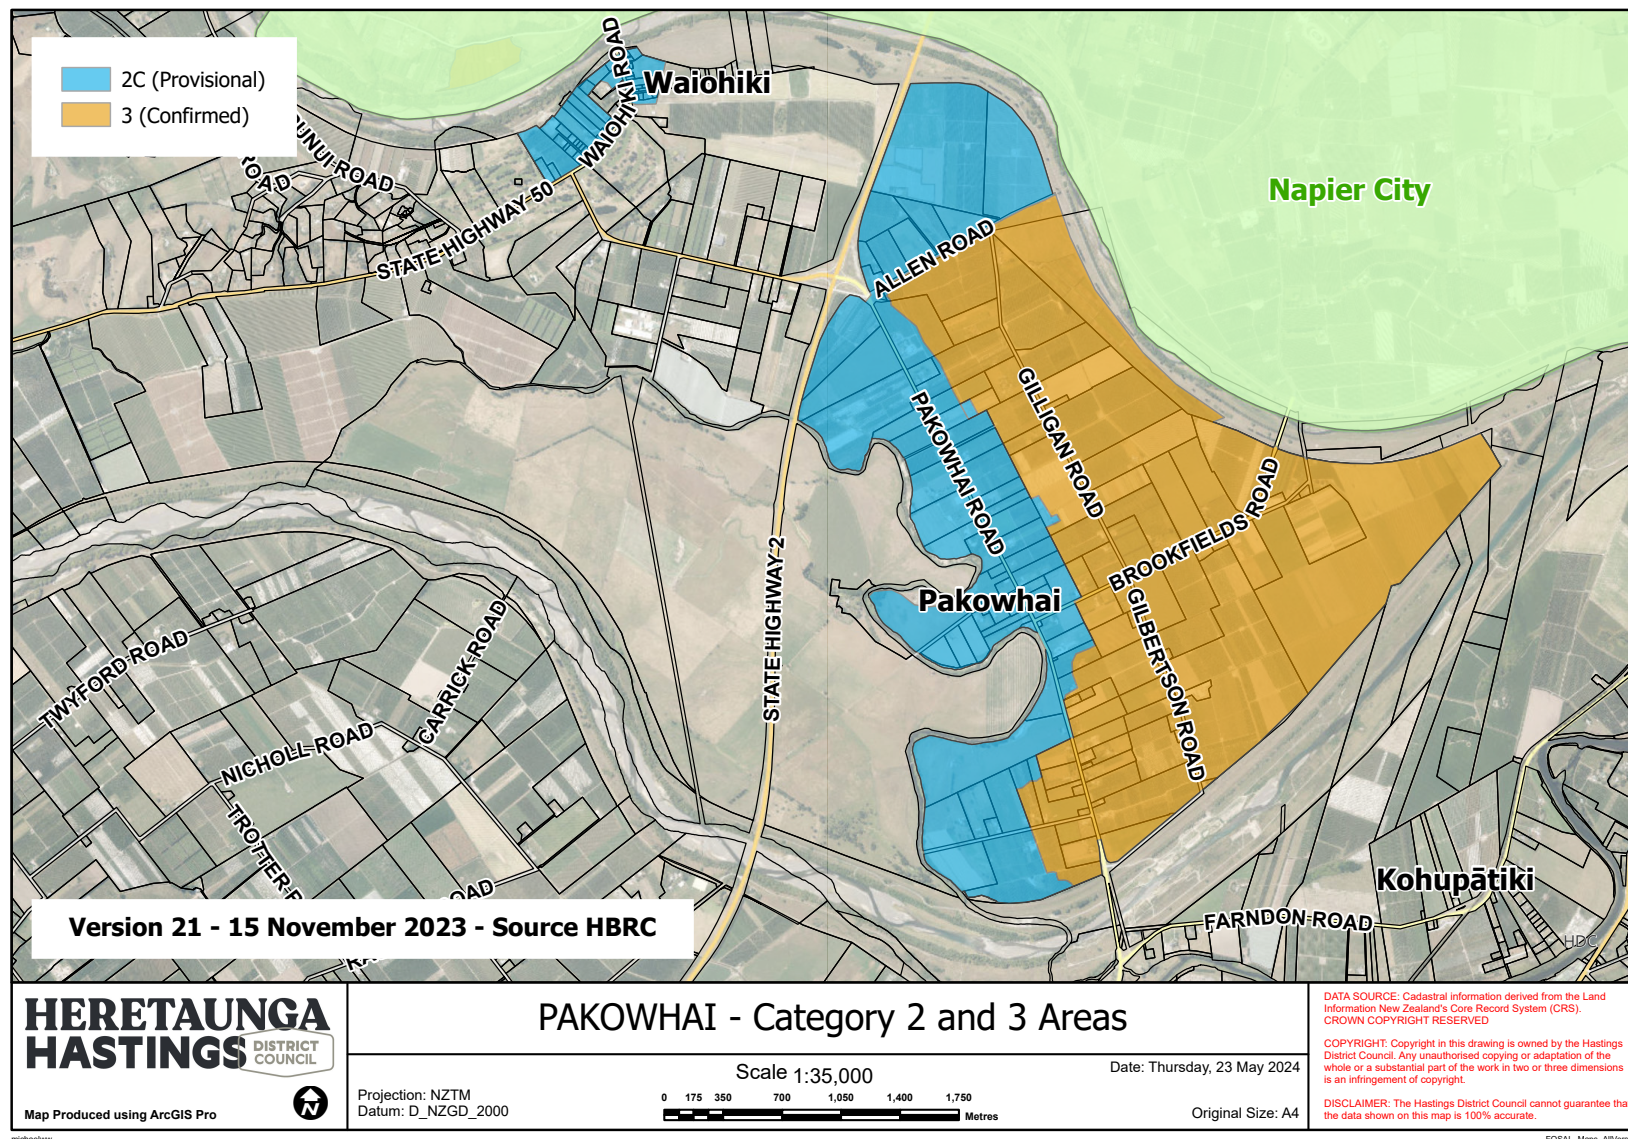 2C (Provisional)
3 (Confirmed)
Waiohiki
WAIOHIKI ROAD
ROAD
STATE HIGHWAY 50
Napier City
ALLEN ROAD
GILLIGAN ROAD
PAKOWHAI ROAD
BROOKFIELDS ROAD
STATE HIGHWAY 2
Pakowhai
GILBERTSON ROAD
TWYFORD ROAD
CARRICK ROAD
NICHOLL ROAD
Kohupātiki
FARNDON ROAD
HDC
Version 21 - 15 November 2023 - Source HBRC
HERETAUNGA
HASTINGS DISTRICT COUNCIL
N
Map Produced using ArcGIS Pro
PAKOWHAI - Category 2 and 3 Areas
Projection: NZTM
Datum: D_NZGD_2000
Scale 1:35,000
0 175 350 700 1,050 1,400 1,750
Metres
Date: Thursday, 23 May 2024
Original Size: A4
DATA SOURCE: Cadastral information derived from the Land
Information New Zealand's Core Record System (CRS).
CROWN COPYRIGHT RESERVED
COPYRIGHT: Copyright in this drawing is owned by the Hastings
District Council. Any unauthorised copying or adaptation of the
whole or a substantial part of the work in two or three dimensions
is an infringement of copyright.
DISCLAIMER: The Hastings District Council cannot guarantee tha
the data shown on this map is 100% accurate.